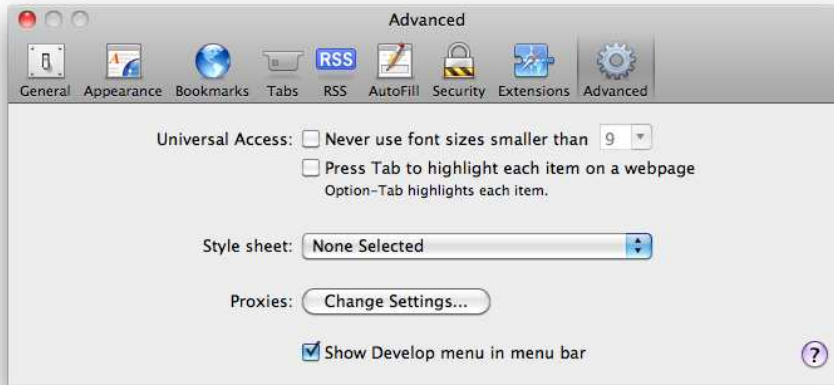 Advanced
RSS
General Appearance Bookmarks Tabs RSS AutoFill Security Extensions Advanced
Universal Access: Never use font sizes smaller than 9
Press Tab to highlight each item on a webpage
Option-Tab highlights each item.
Style sheet: None Selected
Proxies: Change Settings...
Show Develop menu in menu bar ?